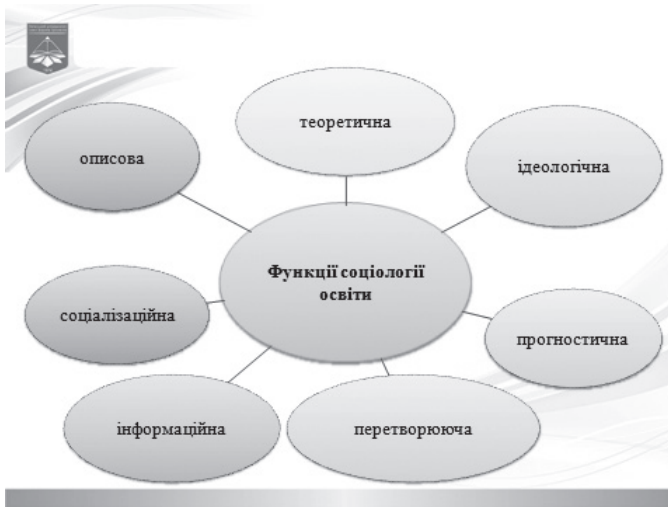 теоретична
описова
ідеологічна
Функції соціології
освіти
соціалізаційна
прогностична
інформаційна
перетворююча